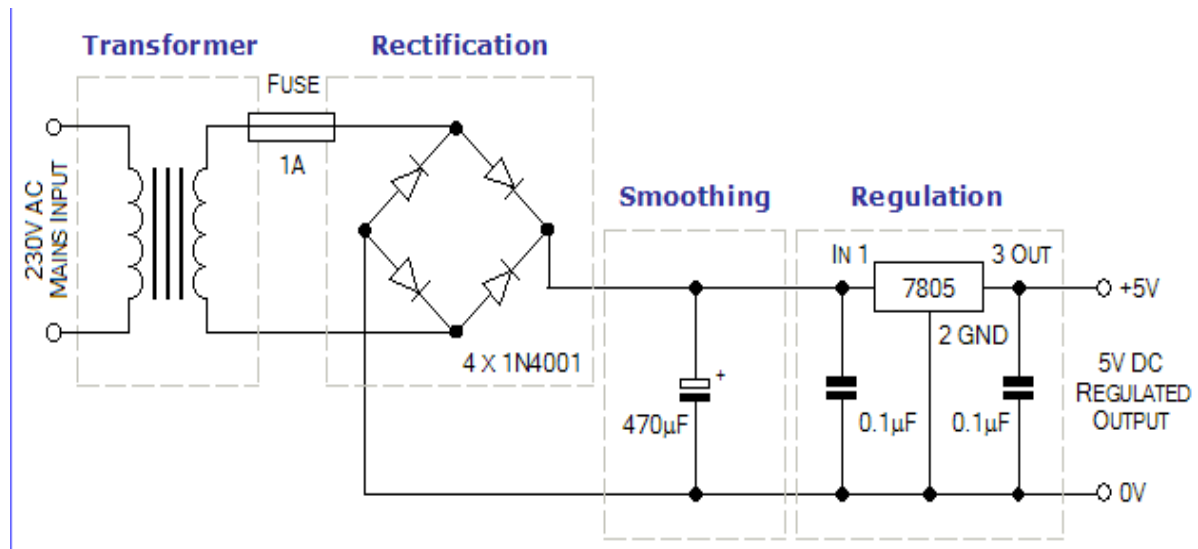 Transformer
Rectification
FUSE
1A
230V AC
MAINS INPUT
4 X 1N4001
Smoothing
Regulation
IN 1
3 OUT
7805
2 GND
+5V
+
470µF
0.1µF
0.1µF
5V DC
REGULATED
OUTPUT
0V